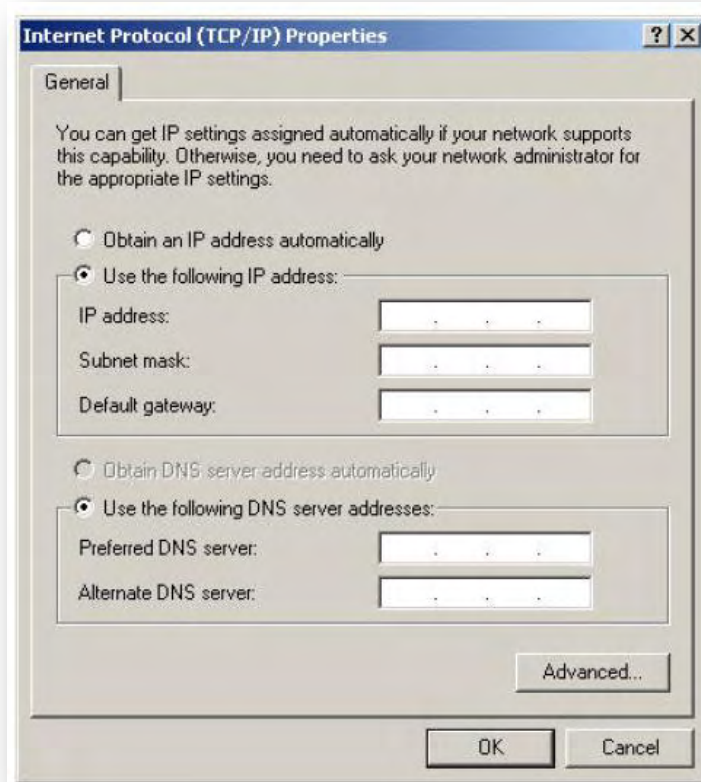 Internet Protocol (TCP/IP) Properties
General
You can get IP settings assigned automatically if your network supports
this capability. Otherwise, you need to ask your network administrator for
the appropriate IP settings.
Obtain an IP address automatically
Use the following IP address:
IP address:
Subnet mask:
Default gateway:
Obtain DNS server address automatically
Use the following DNS server addresses:
Preferred DNS server:
Alternate DNS server:
Advanced...
OK Cancel